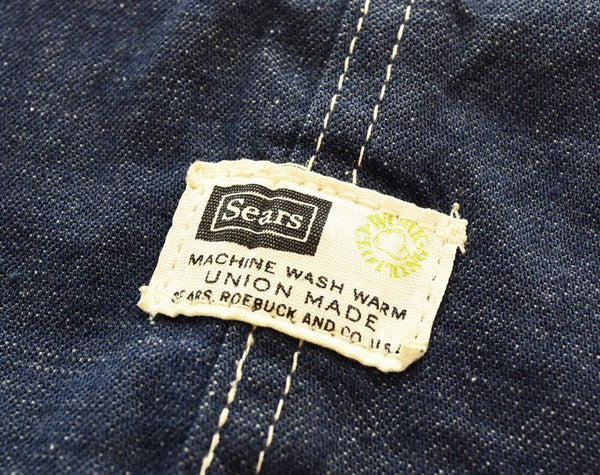 Sears
MACHINE WASH WARM
UNION MADE
SEARS, ROEBUCK AND CO. U.S.A.